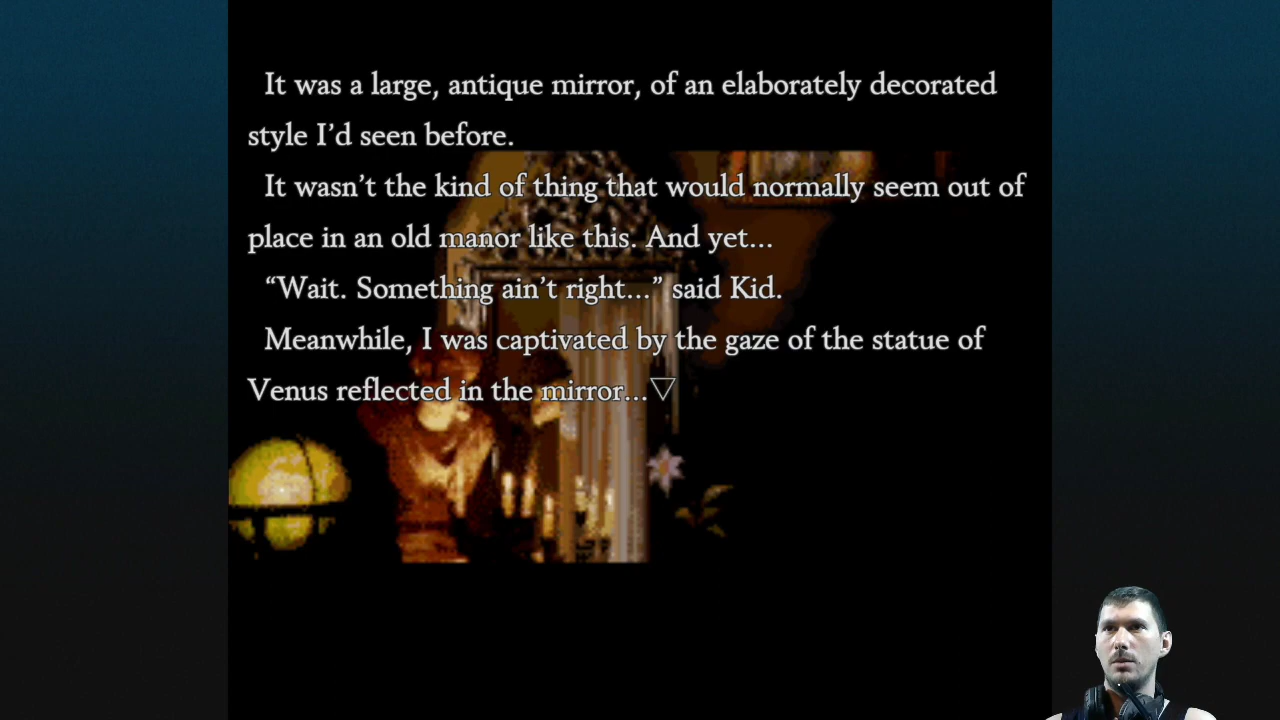 It was a large, antique mirror, of an elaborately decorated
style I’d seen before.
It wasn’t the kind of thing that would normally seem out of
place in an old manor like this. And yet...
“Wait. Something ain’t right...” said Kid.
Meanwhile, I was captivated by the gaze of the statue of
Venus reflected in the mirror...▽